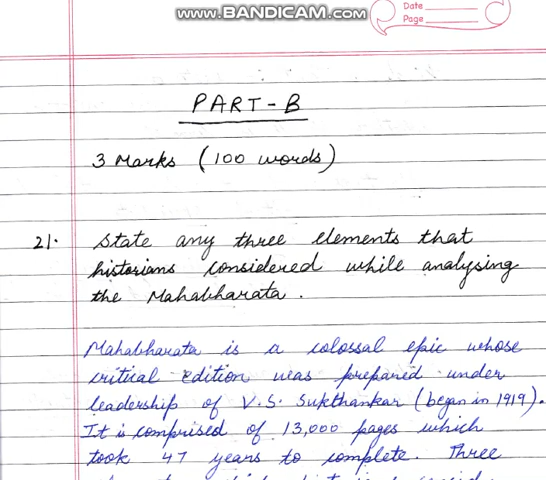 www.BANDICAM.com
Date
Page
PART-B
3 Marks (100 words)
21. State any three elements that
historians considered while analysing
the Mahabharata.
Mahabharata is a colossal epic whose
critical edition was prepared under
leadership of V.S. Sukthankar (began in 1919).
It is comprised of 13,000 pages which
took 47 years to complete. Three